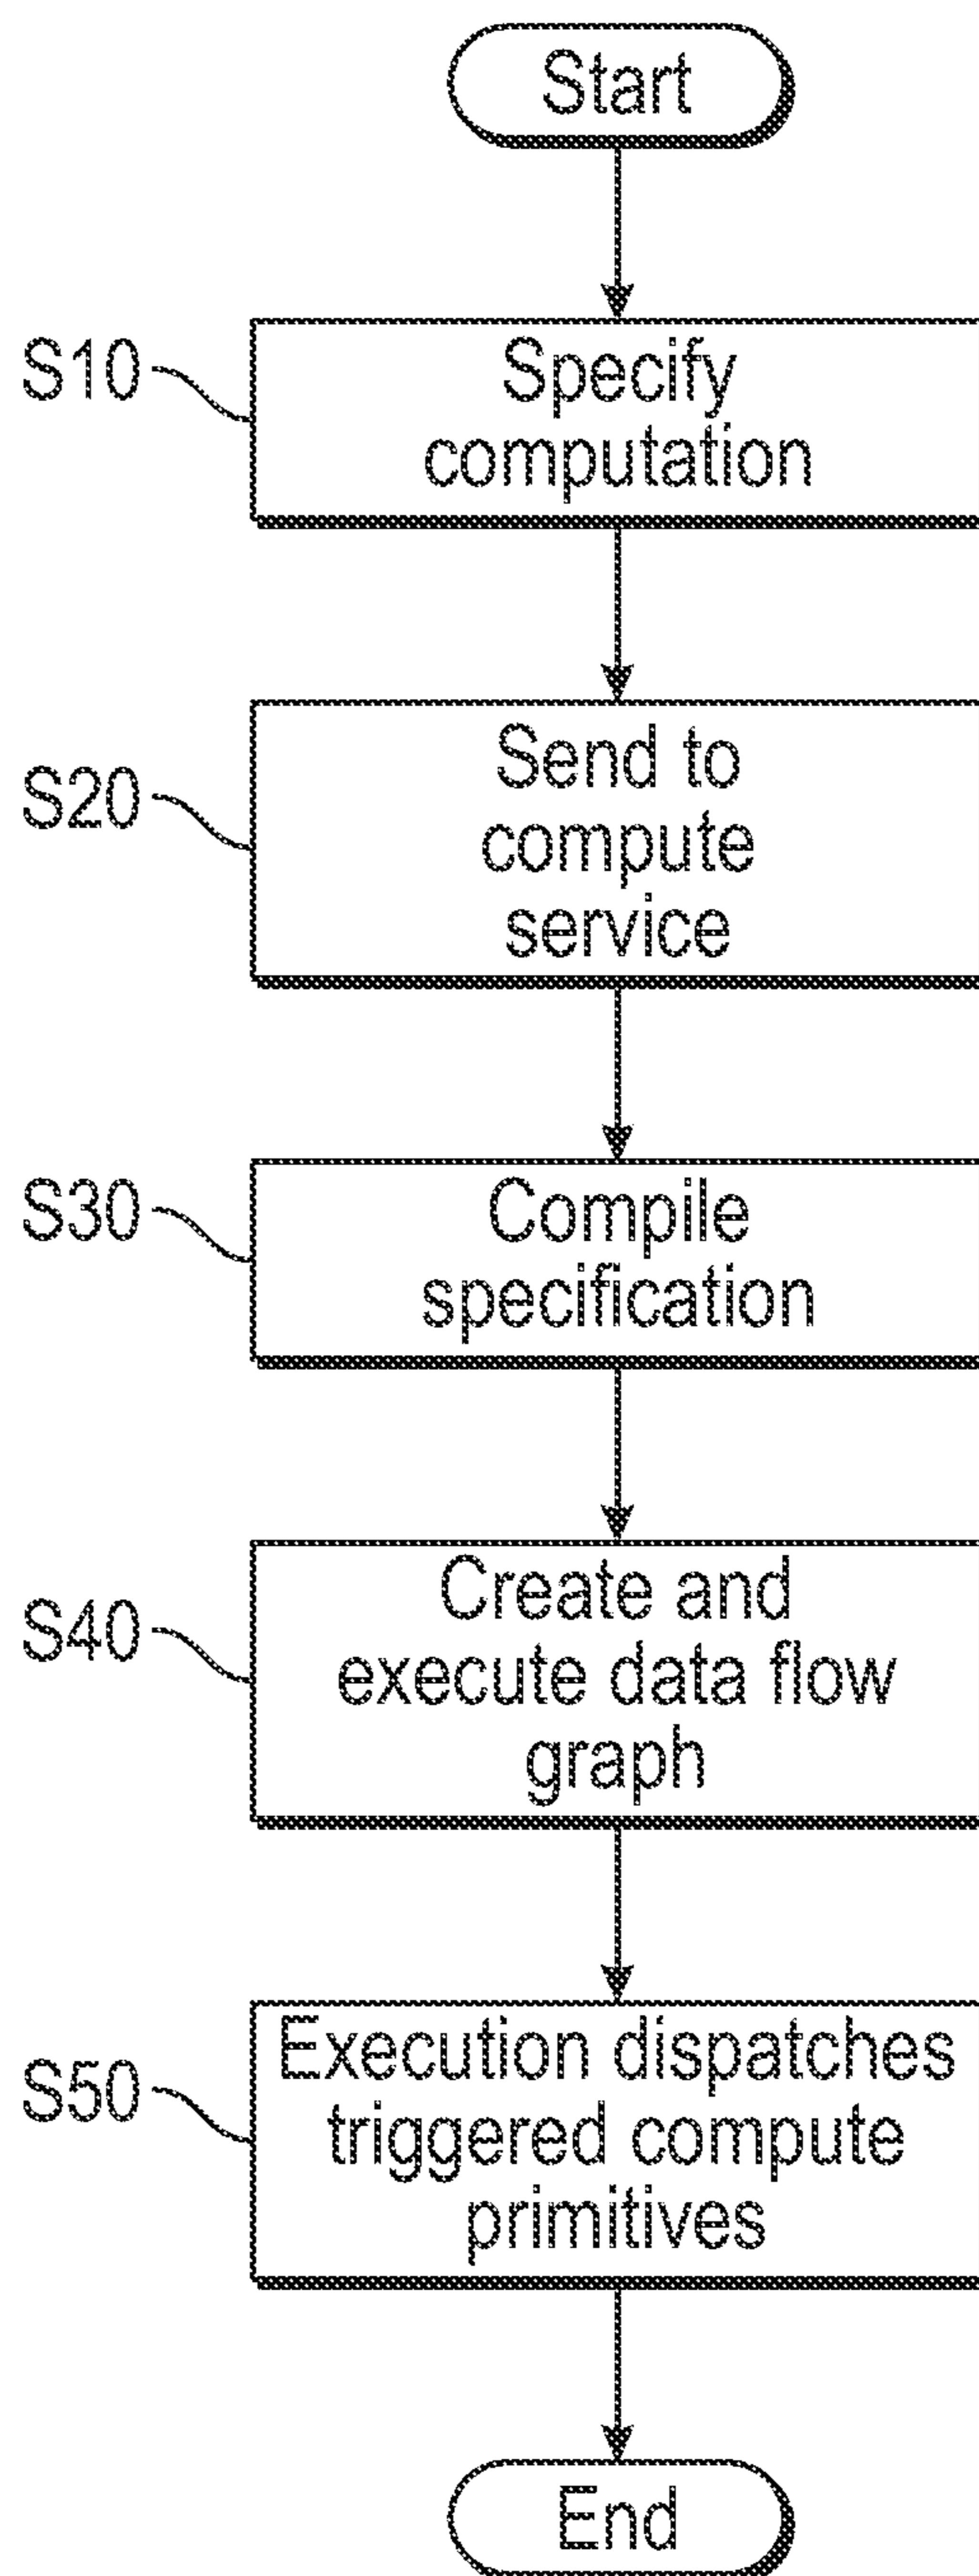 Start
S10
Specify
computation
S20
Send to
compute
service
S30
Compile
specification
S40
Create and
execute data flow
graph
S50
Execution dispatches
triggered compute
primitives
End